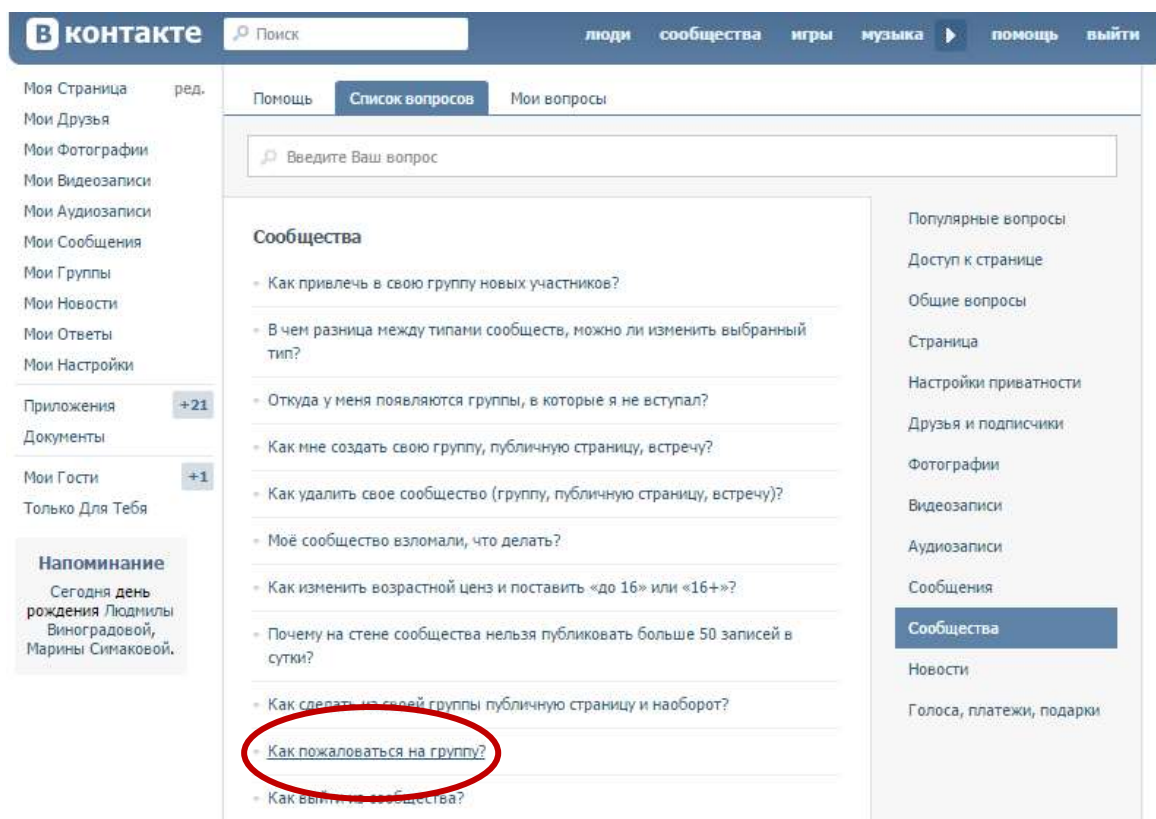 В контакте
Поиск
люди сообщества игры музыка помощь выйти
Моя Страница ред.
Мои Друзья
Мои Фотографии
Мои Видеозаписи
Мои Аудиозаписи
Мои Сообщения
Мои Группы
Мои Новости
Мои Ответы
Мои Настройки
Приложения +21
Документы
Мои Гости +1
Только Для Тебя
Напоминание
Сегодня день
рождения Людмилы
Виноградовой,
Марины Симаковой.
Помощь Список вопросов Мои вопросы
Введите Ваш вопрос
Сообщества
Как привлечь в свою группу новых участников?
В чем разница между типами сообществ, можно ли изменить выбранный
тип?
Откуда у меня появляются группы, в которые я не вступал?
Как мне создать свою группу, публичную страницу, встречу?
Как удалить свое сообщество (группу, публичную страницу, встречу)?
Моё сообщество взломали, что делать?
Как изменить возрастной ценз и поставить «до 16» или «16+»?
Почему на стене сообщества нельзя публиковать больше 50 записей в
сутки?
Как сделать из своей группы публичную страницу и наоборот?
Как пожаловаться на группу?
Как выйти из сообщества?
Популярные вопросы
Доступ к странице
Общие вопросы
Страница
Настройки приватности
Друзья и подписчики
Фотографии
Видеозаписи
Аудиозаписи
Сообщения
Сообщества
Новости
Голоса, платежи, подарки